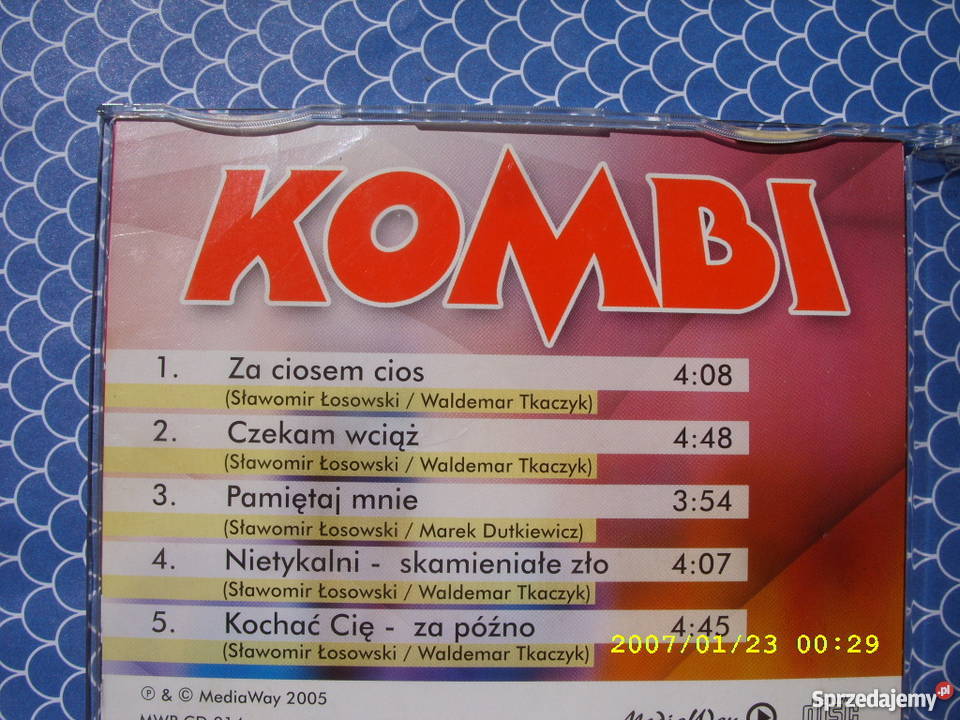 KOMBI
1. Za ciosem cios 4:08
(Sławomir Łosowski / Waldemar Tkaczyk)
2. Czekam wciąż 4:48
(Sławomir Łosowski / Waldemar Tkaczyk)
3. Pamiętaj mnie 3:54
(Sławomir Łosowski / Marek Dutkiewicz)
4. Nietykalni - skamieniałe zło 4:07
(Sławomir Łosowski / Waldemar Tkaczyk)
5. Kochać Cię - za późno 4:45
(Sławomir Łosowski / Waldemar Tkaczyk)
2007/01/23 00:29
℗ & © MediaWay 2005
MediaWay
Sprzedajemy.pl